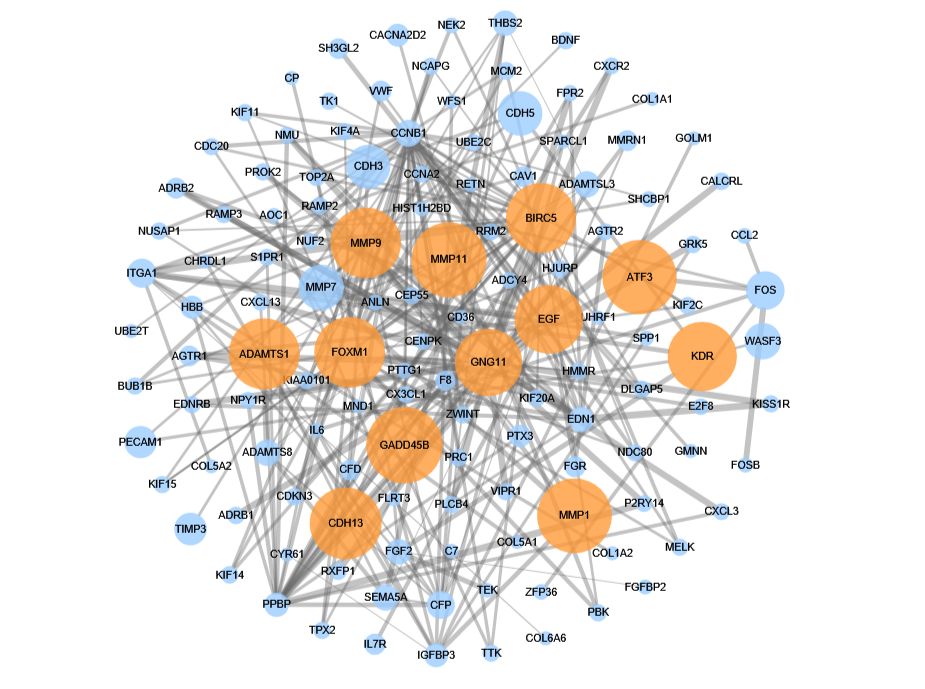 THBS2
NEK2
CACNA2D2
BDNF
SH3GL2
NCAPG
CXCR2
MCM2
CP
VWF
FPR2
TK1
WFS1
COL1A1
KIF11
CDH5
NMU
KIF4A
CCNB1
UBE2C
SPARCL1
MMRN1
GOLM1
CDC20
PROK2
TOP2A
CDH3
CCNA2
CAV1
RETN
ADAMTSL3
CALCRL
ADRB2
SHCBP1
RAMP3
AOC1
RAMP2
HIST1H2BD
BIRC5
NUSAP1
RRM2
AGTR2
CCL2
NUF2
MMP9
GRK5
S1PR1
CHRDL1
MMP11
HJURP
ITGA1
ADCY4
ATF3
MMP7
CEP55
FOS
CXCL13
ANLN
HBB
KIF2C
CD36
EGF
UHRF1
UBE2T
CENPK
SPP1
WASF3
AGTR1
ADAMTS1
FOXM1
GNG11
KDR
PTTG1
HMMR
BUB1B
KIAA0101
F8
DLGAP5
CX3CL1
EDNRB
NPY1R
MND1
KIF20A
E2F8
KISS1R
ZWINT
EDN1
IL6
PTX3
PECAM1
GADD45B
ADAMTS8
PRC1
NDC80
GMNN
COL5A2
CFD
FGR
FOSB
KIF15
CDKN3
FLRT3
VIPR1
PLCB4
P2RY14
CXCL3
ADRB1
CDH13
MMP1
TIMP3
COL5A1
MELK
CYR61
FGF2
C7
COL1A2
KIF14
RXFP1
TEK
ZFP36
FGFBP2
PPBP
SEMA5A
CFP
PBK
TPX2
COL6A6
IL7R
IGFBP3
TTK